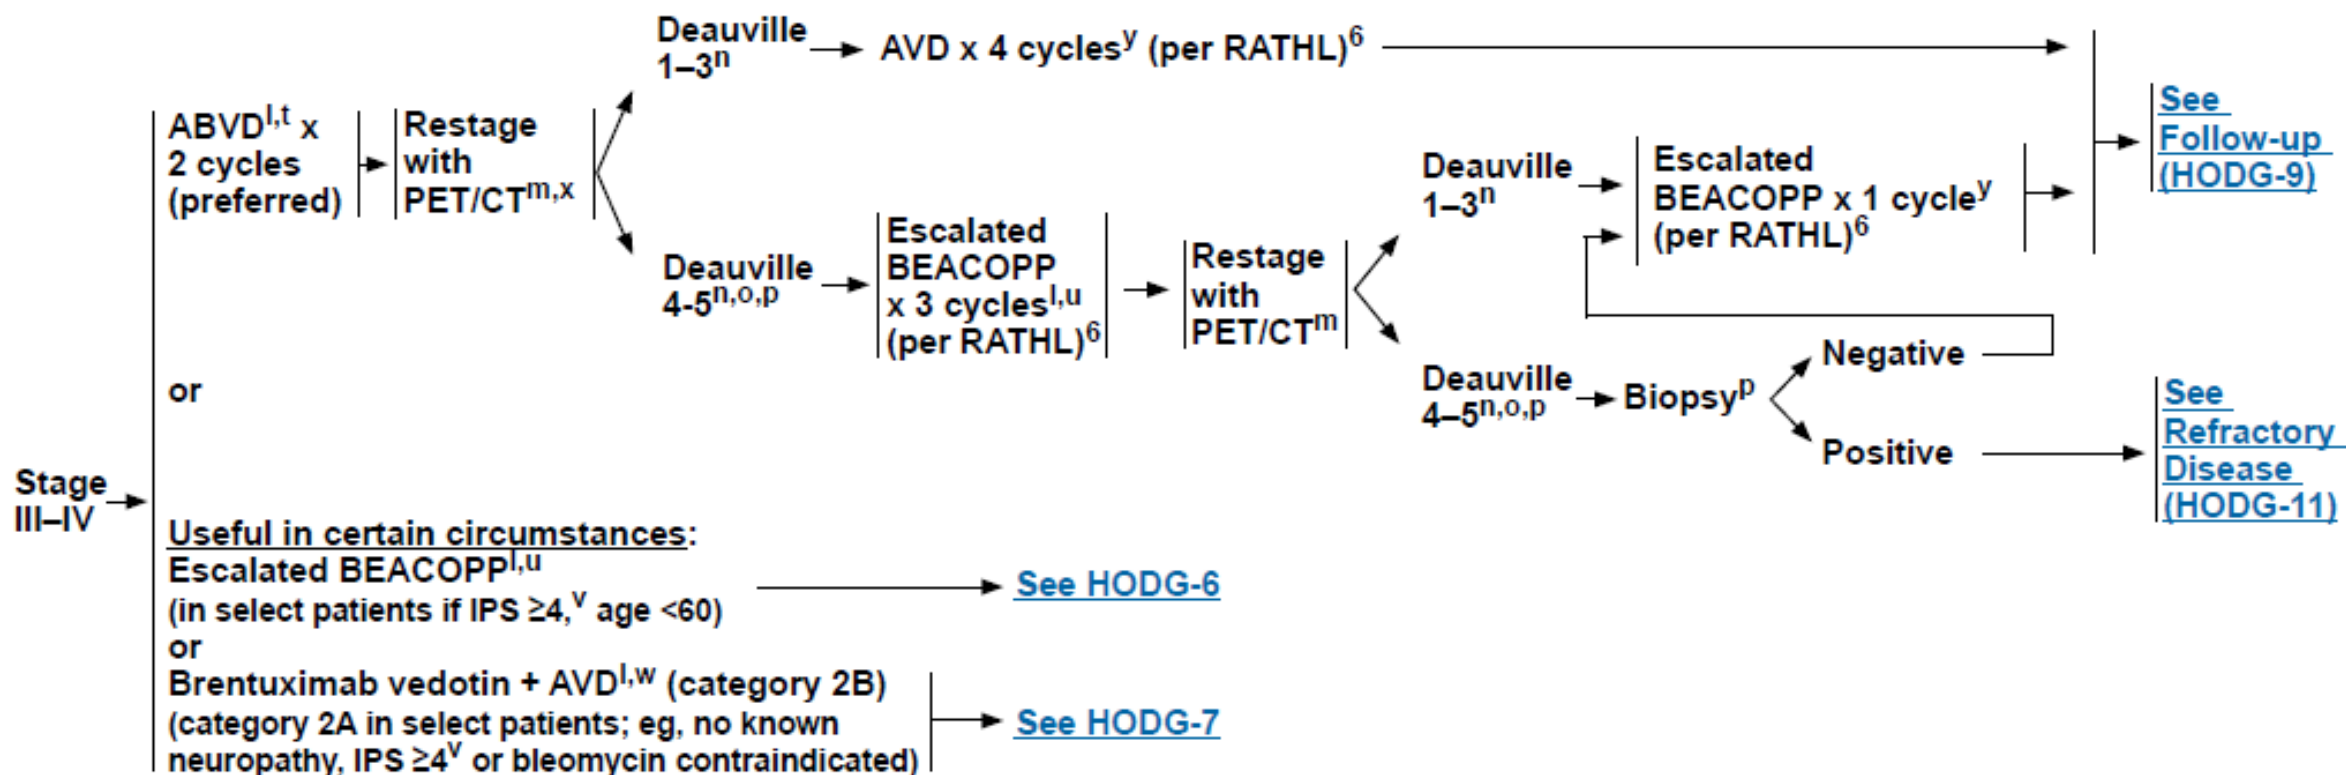 Stage
III–IV
ABVDl,t x
2 cycles
(preferred)
Restage
with
PET/CTm,x
Deauville
1–3n
AVD x 4 cyclesy (per RATHL)6
Deauville
4-5n,o,p
Escalated
BEACOPP
x 3 cyclesl,u
(per RATHL)6
Restage
with
PET/CTm
Deauville
1–3n
Escalated
BEACOPP x 1 cycley
(per RATHL)6
See
Follow-up
(HODG-9)
Deauville
4–5n,o,p
Biopsyp
Negative
Positive
See
Refractory
Disease
(HODG-11)
or
Useful in certain circumstances:
Escalated BEACOPPl,u
(in select patients if IPS ≥4,v age <60)
See HODG-6
or
Brentuximab vedotin + AVDl,w (category 2B)
(category 2A in select patients; eg, no known
neuropathy, IPS ≥4v or bleomycin contraindicated)
See HODG-7